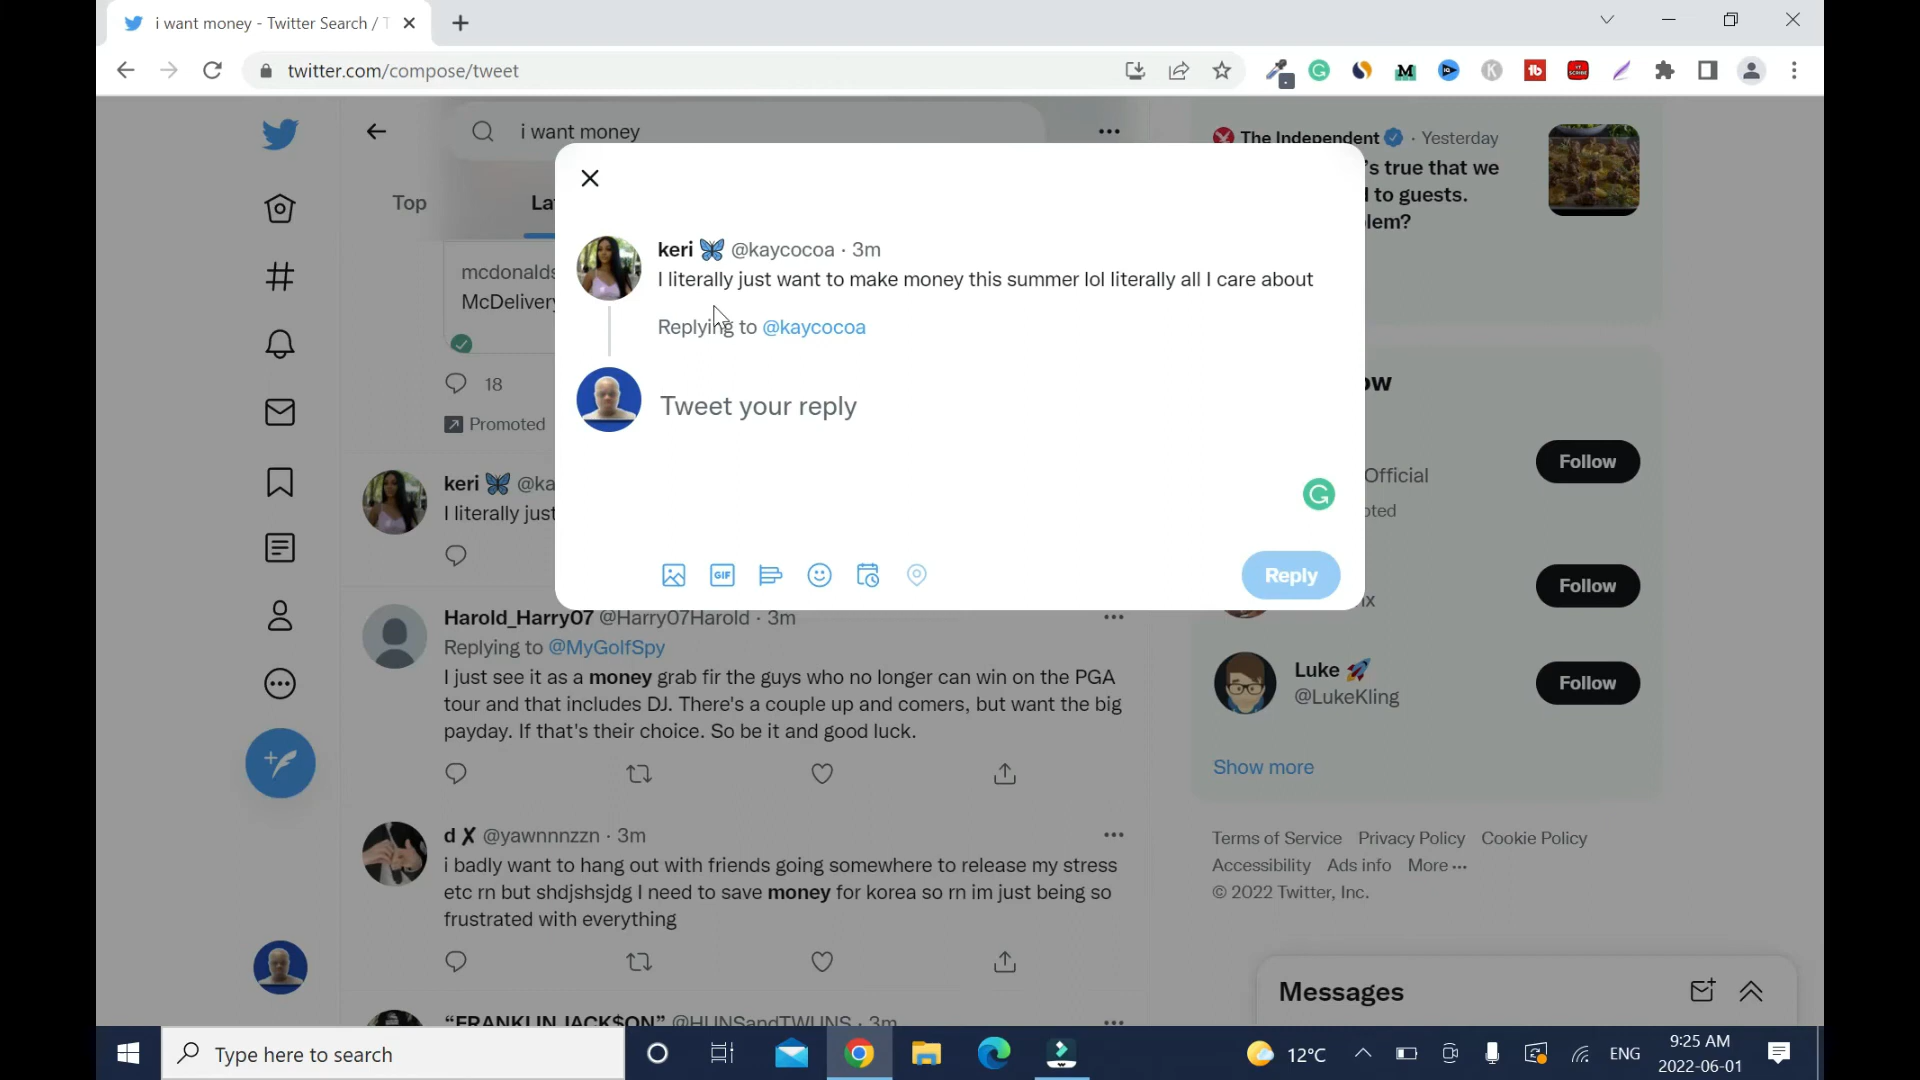 i want money - Twitter Search / T
twitter.com/compose/tweet
i want money
The Independent · Yesterday
's true that we
d to guests.
lem?
Top
La
keri @kaycocoa · 3m
I literally just want to make money this summer lol literally all I care about
Replying to @kaycocoa
mcdonalds
McDelivery
18
Promoted
Tweet your reply
ow
Follow
Official
oted
keri @ka
I literally just
GIF
Reply
Follow
ix
Harold_Harry07 @Harry07Harold · 3m
Replying to @MyGolfSpy
I just see it as a money grab fir the guys who no longer can win on the PGA
tour and that includes DJ. There's a couple up and comers, but want the big
payday. If that's their choice. So be it and good luck.
Luke
@LukeKling
Follow
Show more
d X @yawnnnzzn · 3m
i badly want to hang out with friends going somewhere to release my stress
etc rn but shdjshsjdg I need to save money for korea so rn im just being so
frustrated with everything
Terms of Service Privacy Policy Cookie Policy
Accessibility Ads info More ···
© 2022 Twitter, Inc.
Messages
"FRANKLIN JACK$ON" @HUNSandTWUNS · 3m
Type here to search
12°C
ENG
9:25 AM
2022-06-01